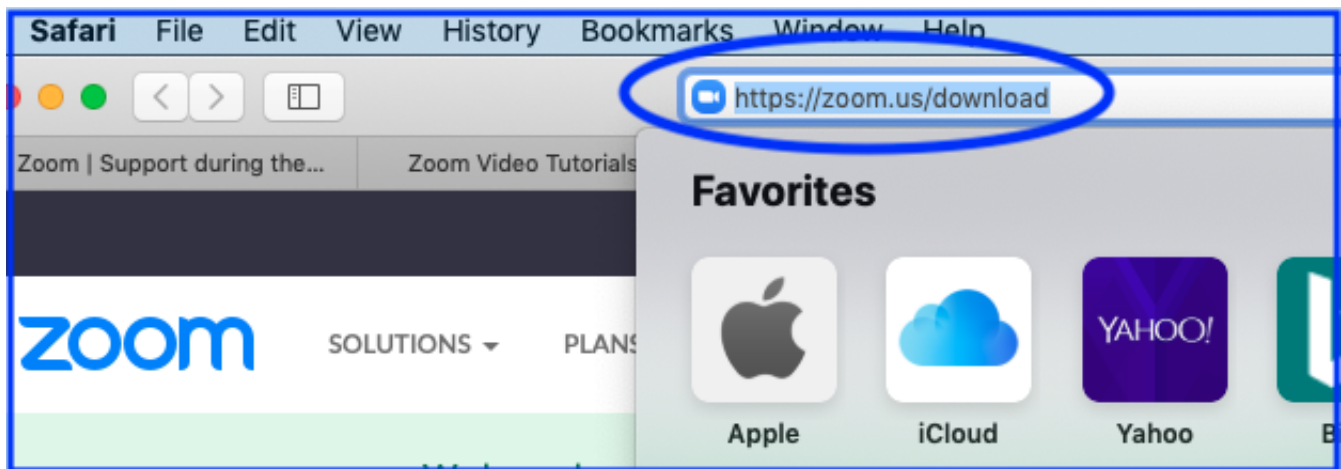 Safari File Edit View History Bookmarks Window Help
https://zoom.us/download
Zoom | Support during the... Zoom Video Tutorials
Favorites
zoom SOLUTIONS PLANS
YAHOO!
Apple iCloud Yahoo